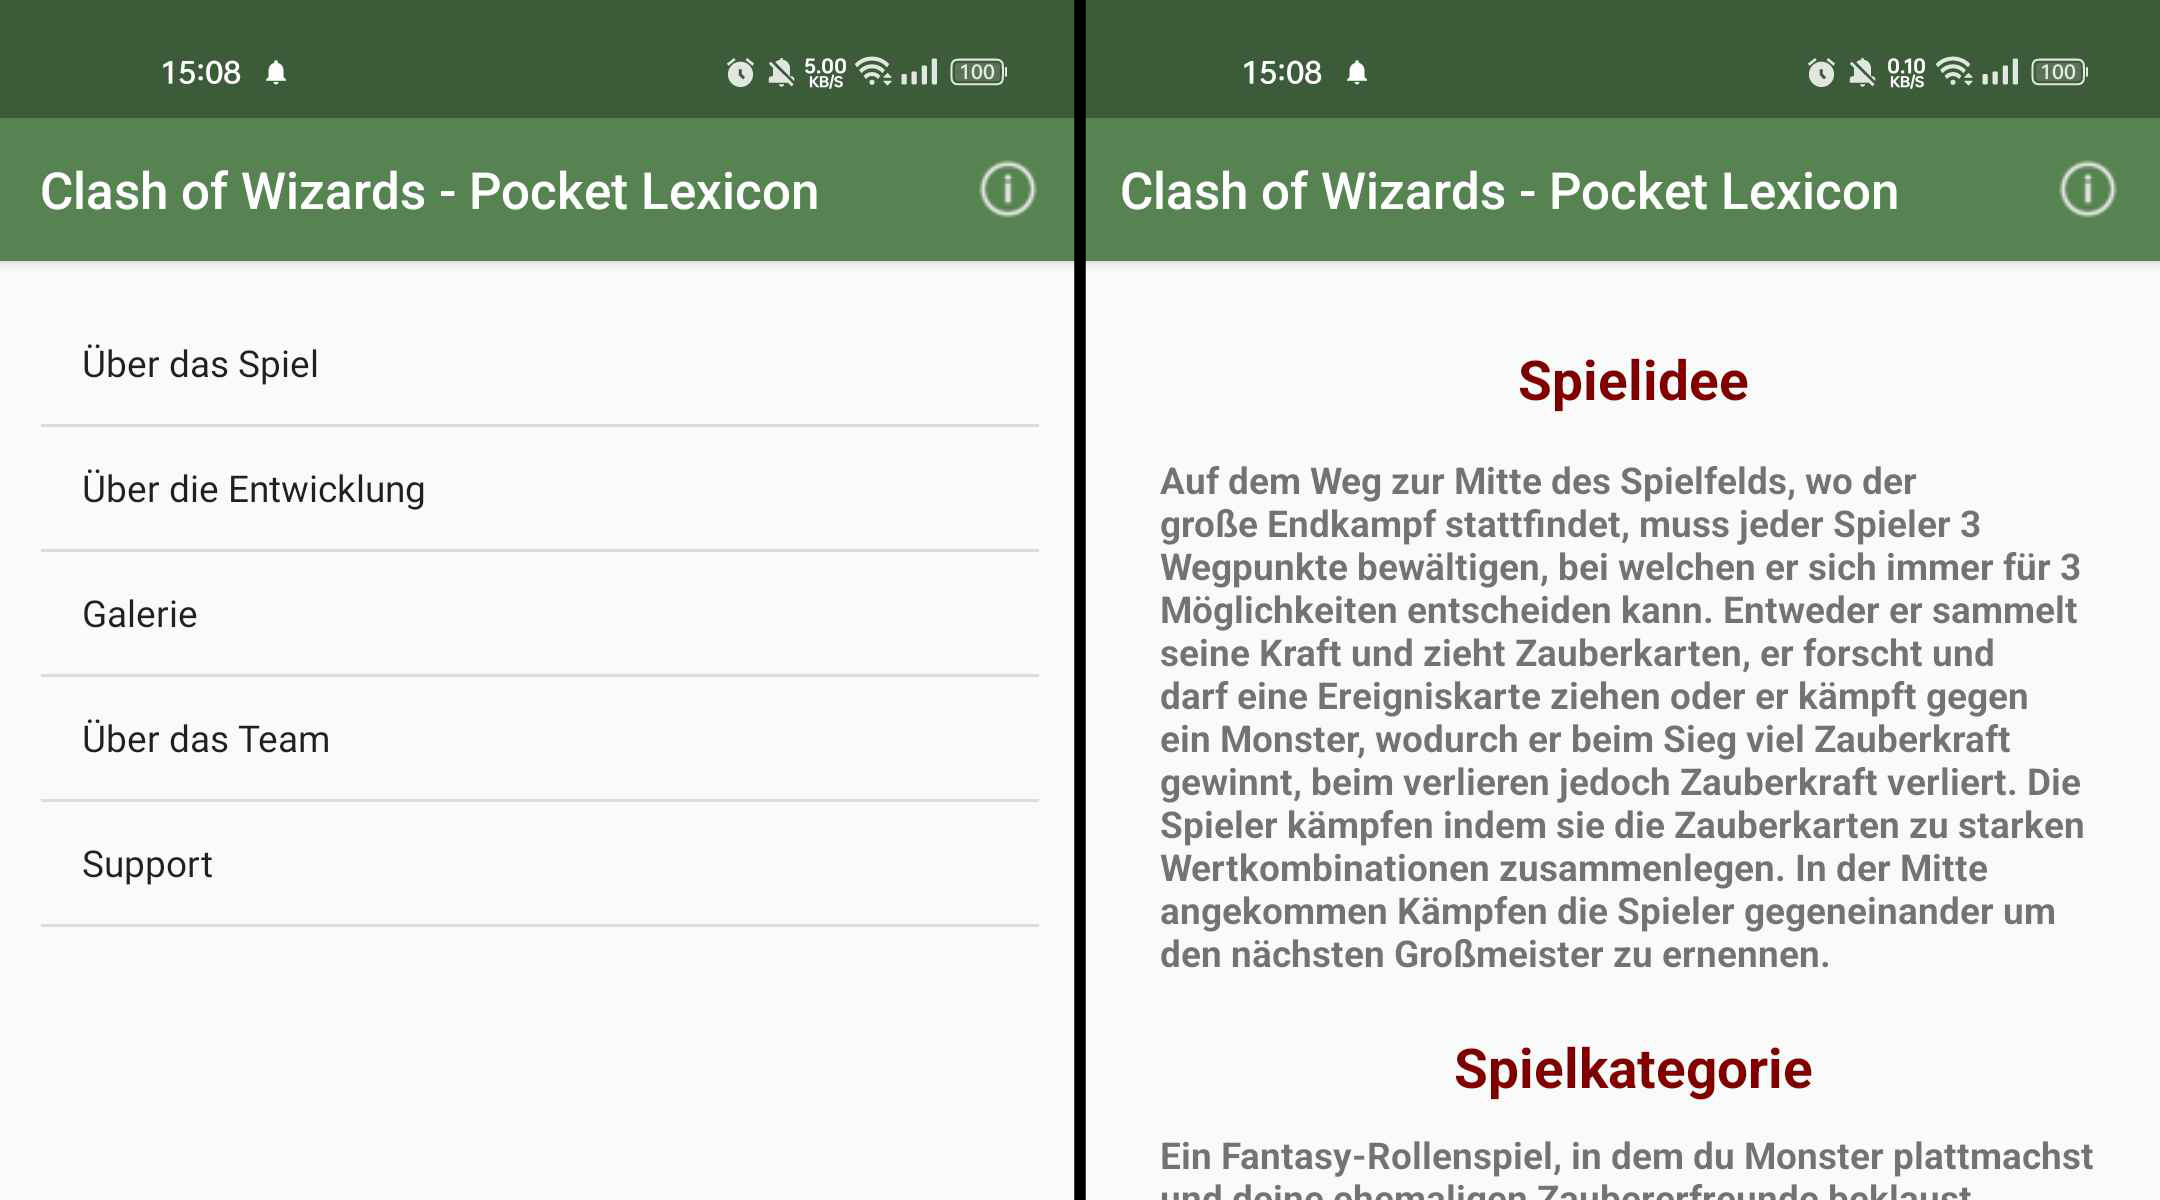 15:08
5.00
KB/S
100
Clash of Wizards - Pocket Lexicon
Über das Spiel
Über die Entwicklung
Galerie
Über das Team
Support
15:08
0.10
KB/S
100
Clash of Wizards - Pocket Lexicon
Spielidee
Auf dem Weg zur Mitte des Spielfelds, wo der
große Endkampf stattfindet, muss jeder Spieler 3
Wegpunkte bewältigen, bei welchen er sich immer für 3
Möglichkeiten entscheiden kann. Entweder er sammelt
seine Kraft und zieht Zauberkarten, er forscht und
darf eine Ereigniskarte ziehen oder er kämpft gegen
ein Monster, wodurch er beim Sieg viel Zauberkraft
gewinnt, beim verlieren jedoch Zauberkraft verliert. Die
Spieler kämpfen indem sie die Zauberkarten zu starken
Wertkombinationen zusammenlegen. In der Mitte
angekommen Kämpfen die Spieler gegeneinander um
den nächsten Großmeister zu ernennen.
Spielkategorie
Ein Fantasy-Rollenspiel, in dem du Monster plattmachst
und deine ehemaligen Zaubererfreunde beklaust